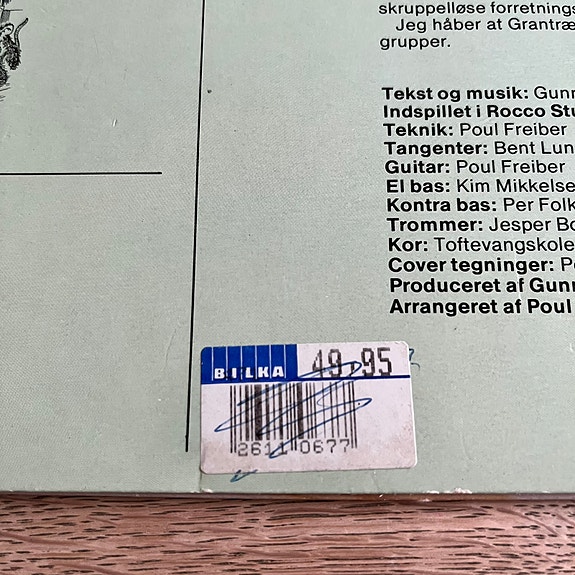 skruppelløse forretnings
Jeg håber at Grantræ
grupper.
Tekst og musik: Gunn
Indspillet i Rocco Stu
Teknik: Poul Freiber
Tangenter: Bent Lun
Guitar: Poul Freiber
El bas: Kim Mikkelse
Kontra bas: Per Folk
Trommer: Jesper Bo
Kor: Toftevangskole
Cover tegninger: Po
Produceret af Gunn
Arrangeret af Poul
BILKA 49.95
2611 0677